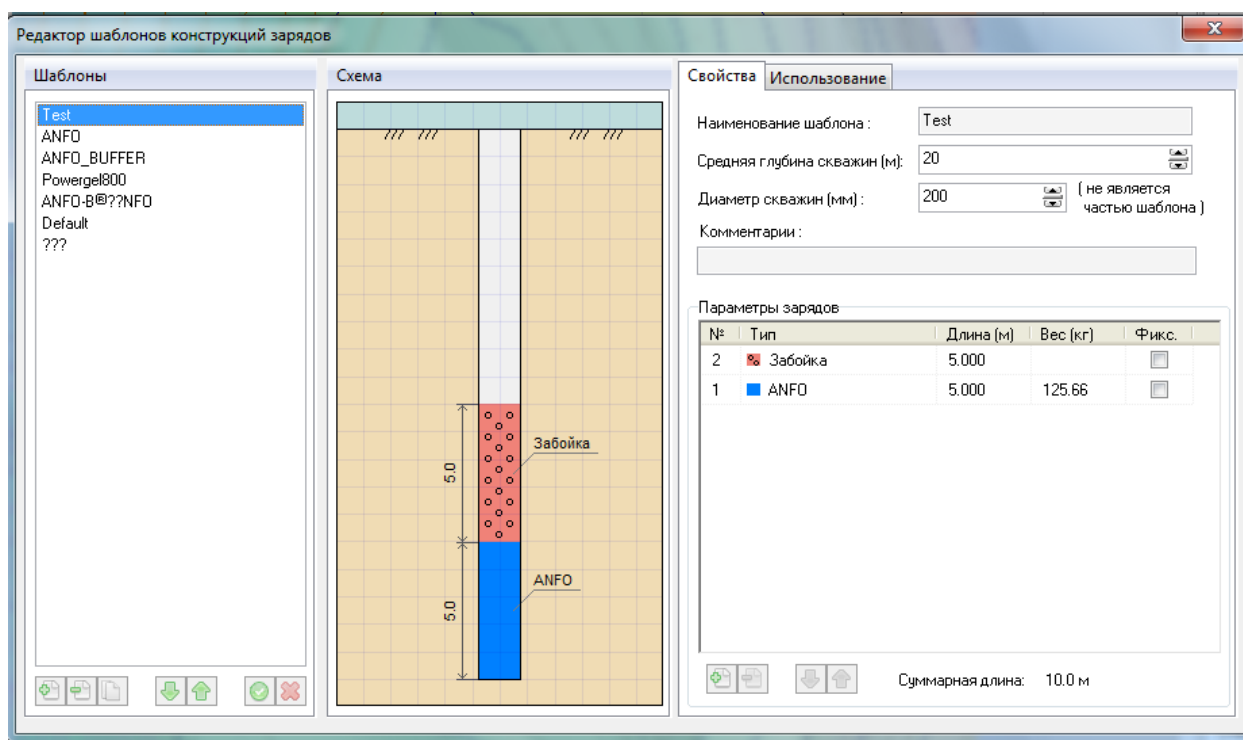 Редактор шаблонов конструкций зарядов
Шаблоны
Test
ANFO
ANFO_BUFFER
Powergel800
ANFO-B®??NFO
Default
???
Схема
5.0
Забойка
5.0
ANFO
Свойства Использование
Наименование шаблона : Test
Средняя глубина скважин (м): 20
Диаметр скважин (мм) : 200 ( не является
частью шаблона )
Комментарии :
Параметры зарядов
№ Тип Длина (м) Вес (кг) Фикс.
2 Забойка 5.000
1 ANFO 5.000 125.66
Суммарная длина: 10.0 м